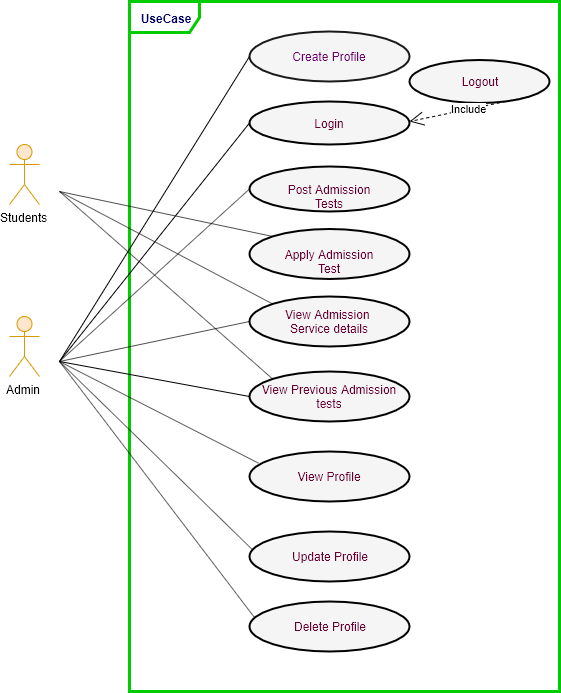 UseCase
Create Profile
Logout
Include
Login
Post Admission
Tests
Students
Apply Admission
Test
View Admission
Service details
Admin
View Previous Admission
tests
View Profile
Update Profile
Delete Profile